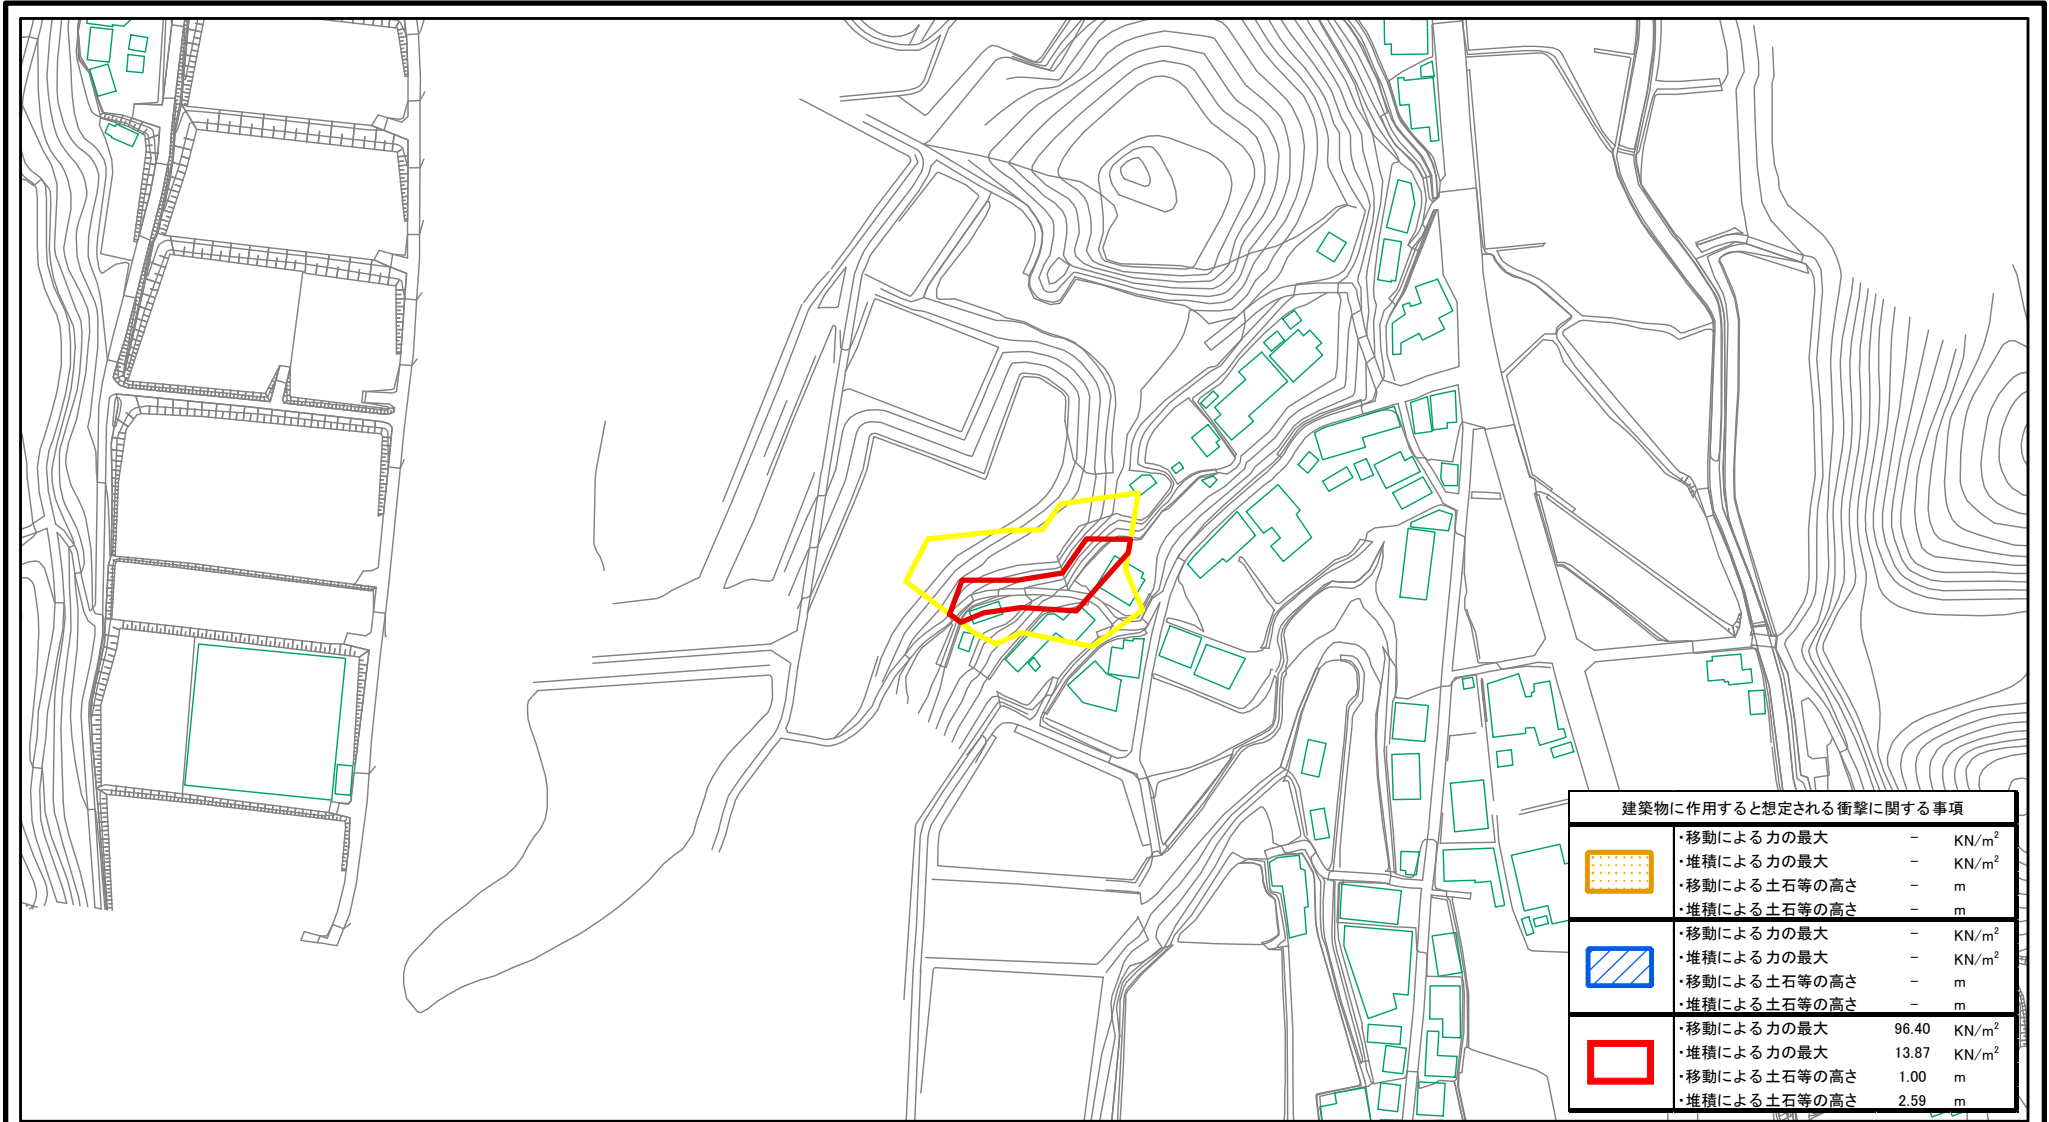 建築物に作用すると想定される衝撃に関する事項
・移動による力の最大 － KN/m²
・堆積による力の最大 － KN/m²
・移動による土石等の高さ － m
・堆積による土石等の高さ － m
・移動による力の最大 － KN/m²
・堆積による力の最大 － KN/m²
・移動による土石等の高さ － m
・堆積による土石等の高さ － m
・移動による力の最大 96.40 KN/m²
・堆積による力の最大 13.87 KN/m²
・移動による土石等の高さ 1.00 m
・堆積による土石等の高さ 2.59 m